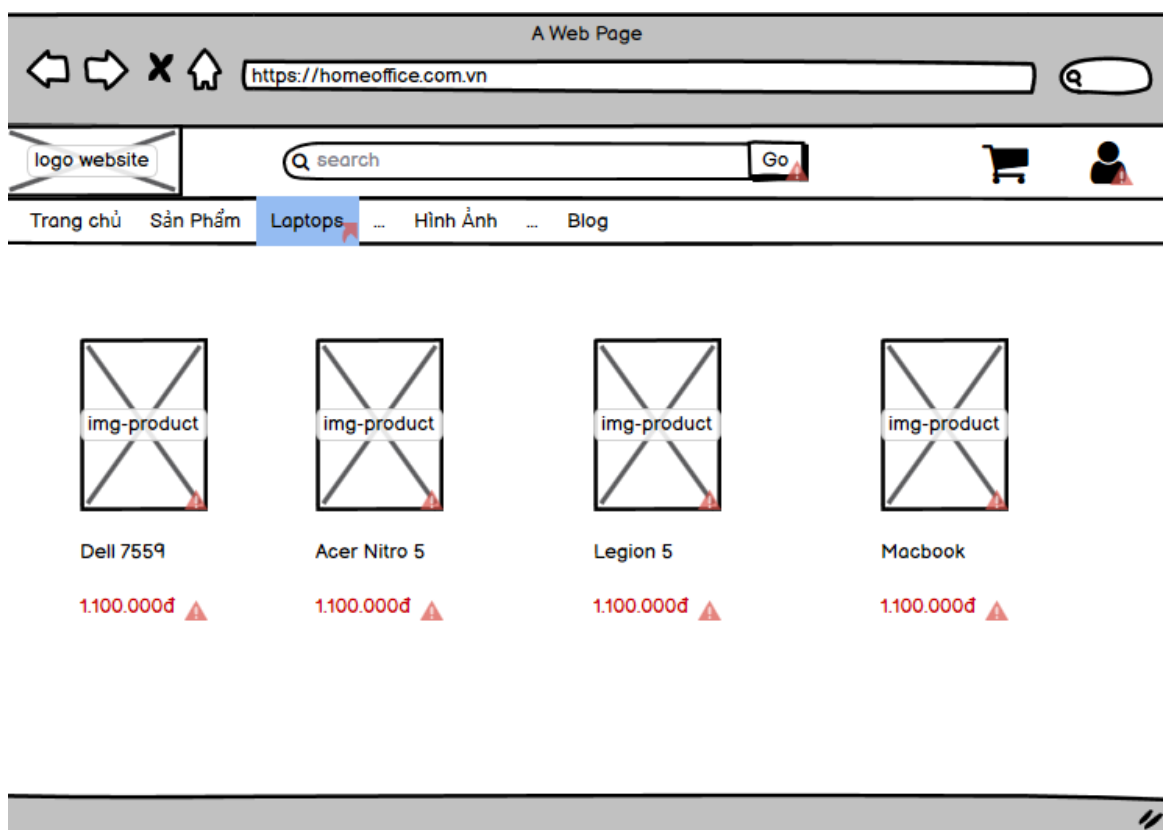 A Web Page
https://homeoffice.com.vn
logo website
search
Go
Trang chủ Sản Phẩm Laptops ... Hình Ảnh ... Blog
img-product img-product img-product img-product
Dell 7559 Acer Nitro 5 Legion 5 Macbook
1.100.000đ 1.100.000đ 1.100.000đ 1.100.000đ